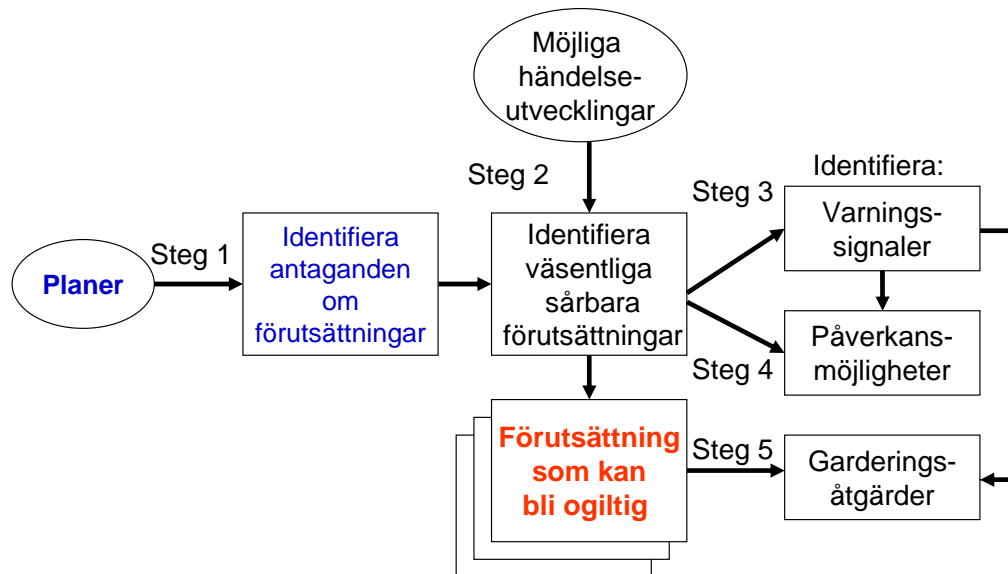 Möjliga
händelse-
utvecklingar
Steg 2
Identifiera:
Steg 3
Varnings-
signaler
Steg 1
Planer
Identifiera
antaganden
om
förutsättningar
Identifiera
väsentliga
sårbara
förutsättningar
Påverkans-
möjligheter
Steg 4
Förutsättning
som kan
bli ogiltig
Steg 5
Garderings-
åtgärder